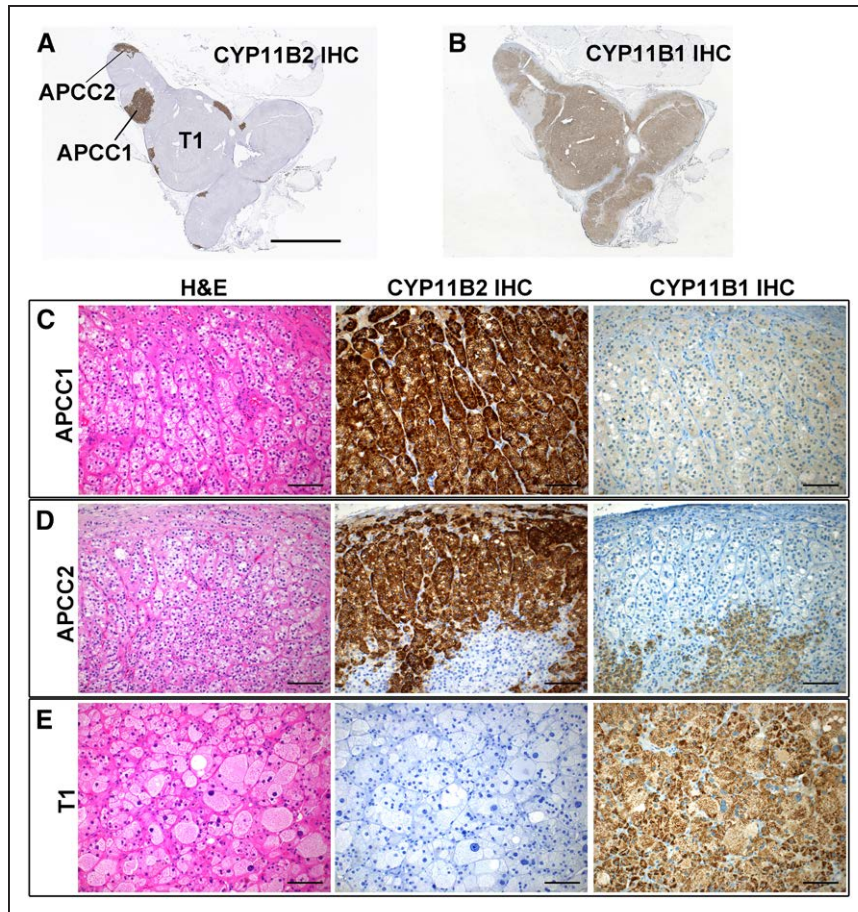 A
CYP11B2 IHC
APCC2
APCC1
T1
B
CYP11B1 IHC
H&E
CYP11B2 IHC
CYP11B1 IHC
C
APCC1
D
APCC2
E
T1